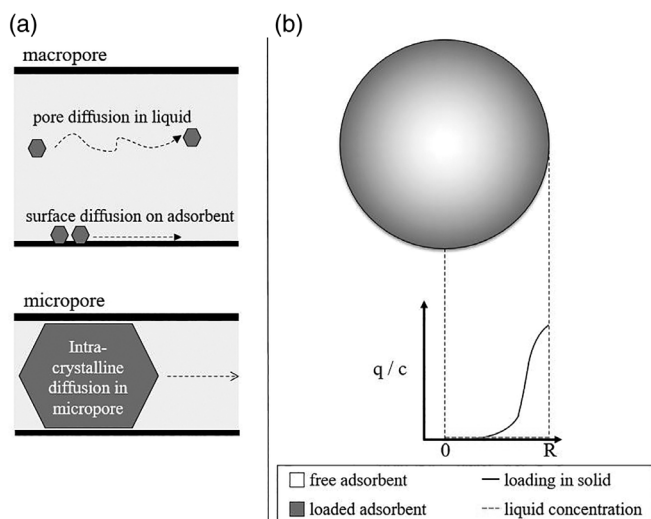 (a)
macropore
pore diffusion in liquid
surface diffusion on adsorbent
micropore
Intra-
crystalline
diffusion in
micropore
(b)
q / c
0
R
free adsorbent
loading in solid
loaded adsorbent
liquid concentration